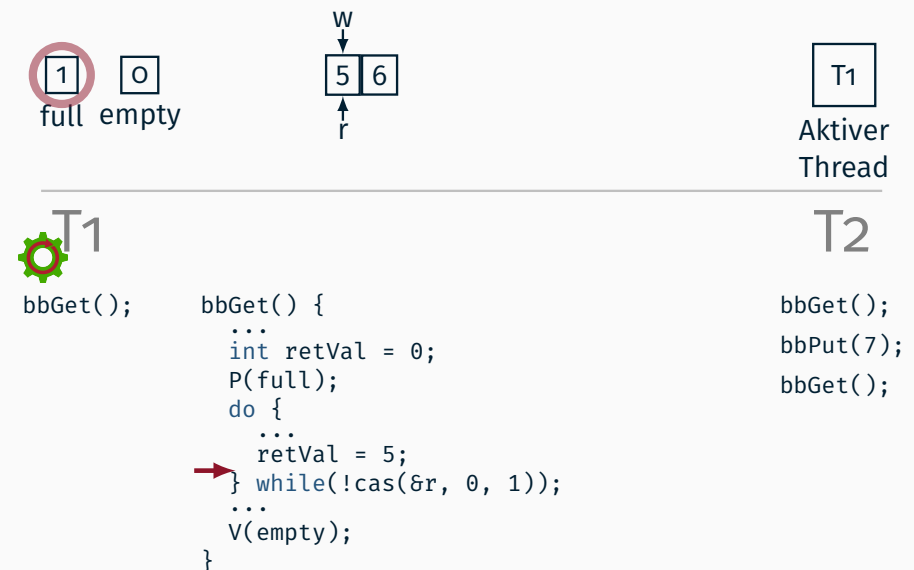 w
1 0 5 6 T1
full empty
r
Aktiver
Thread
T1
T2
bbGet();
bbGet() {
...
int retVal = 0;
P(full);
do {
...
retVal = 5;
} while(!cas(&r, 0, 1));
...
V(empty);
}
bbGet();
bbPut(7);
bbGet();